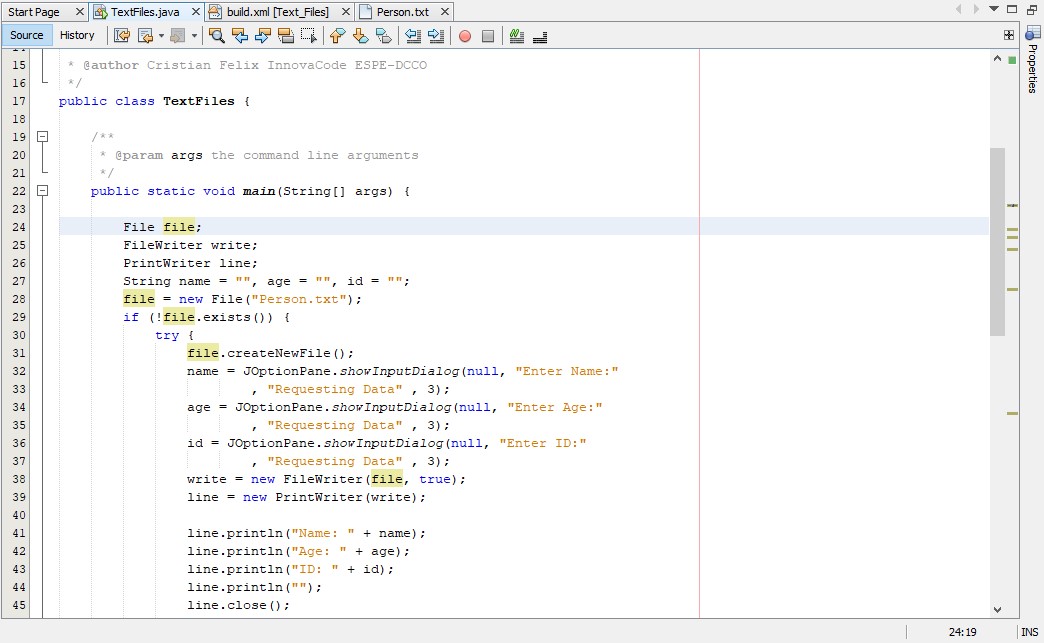 Start Page TextFiles.java build.xml [Text_Files] Person.txt
Source History
Properties
15 * @author Cristian Felix InnovaCode ESPE-DCCO
16 */
17 public class TextFiles {
18
19 /**
20 * @param args the command line arguments
21 */
22 public static void main(String[] args) {
23
24 File file;
25 FileWriter write;
26 PrintWriter line;
27 String name = "", age = "", id = "";
28 file = new File("Person.txt");
29 if (!file.exists()) {
30 try {
31 file.createNewFile();
32 name = JOptionPane.showInputDialog(null, "Enter Name:"
33 , "Requesting Data" , 3);
34 age = JOptionPane.showInputDialog(null, "Enter Age:"
35 , "Requesting Data" , 3);
36 id = JOptionPane.showInputDialog(null, "Enter ID:"
37 , "Requesting Data" , 3);
38 write = new FileWriter(file, true);
39 line = new PrintWriter(write);
40
41 line.println("Name: " + name);
42 line.println("Age: " + age);
43 line.println("ID: " + id);
44 line.println("");
45 line.close();
24:19 INS